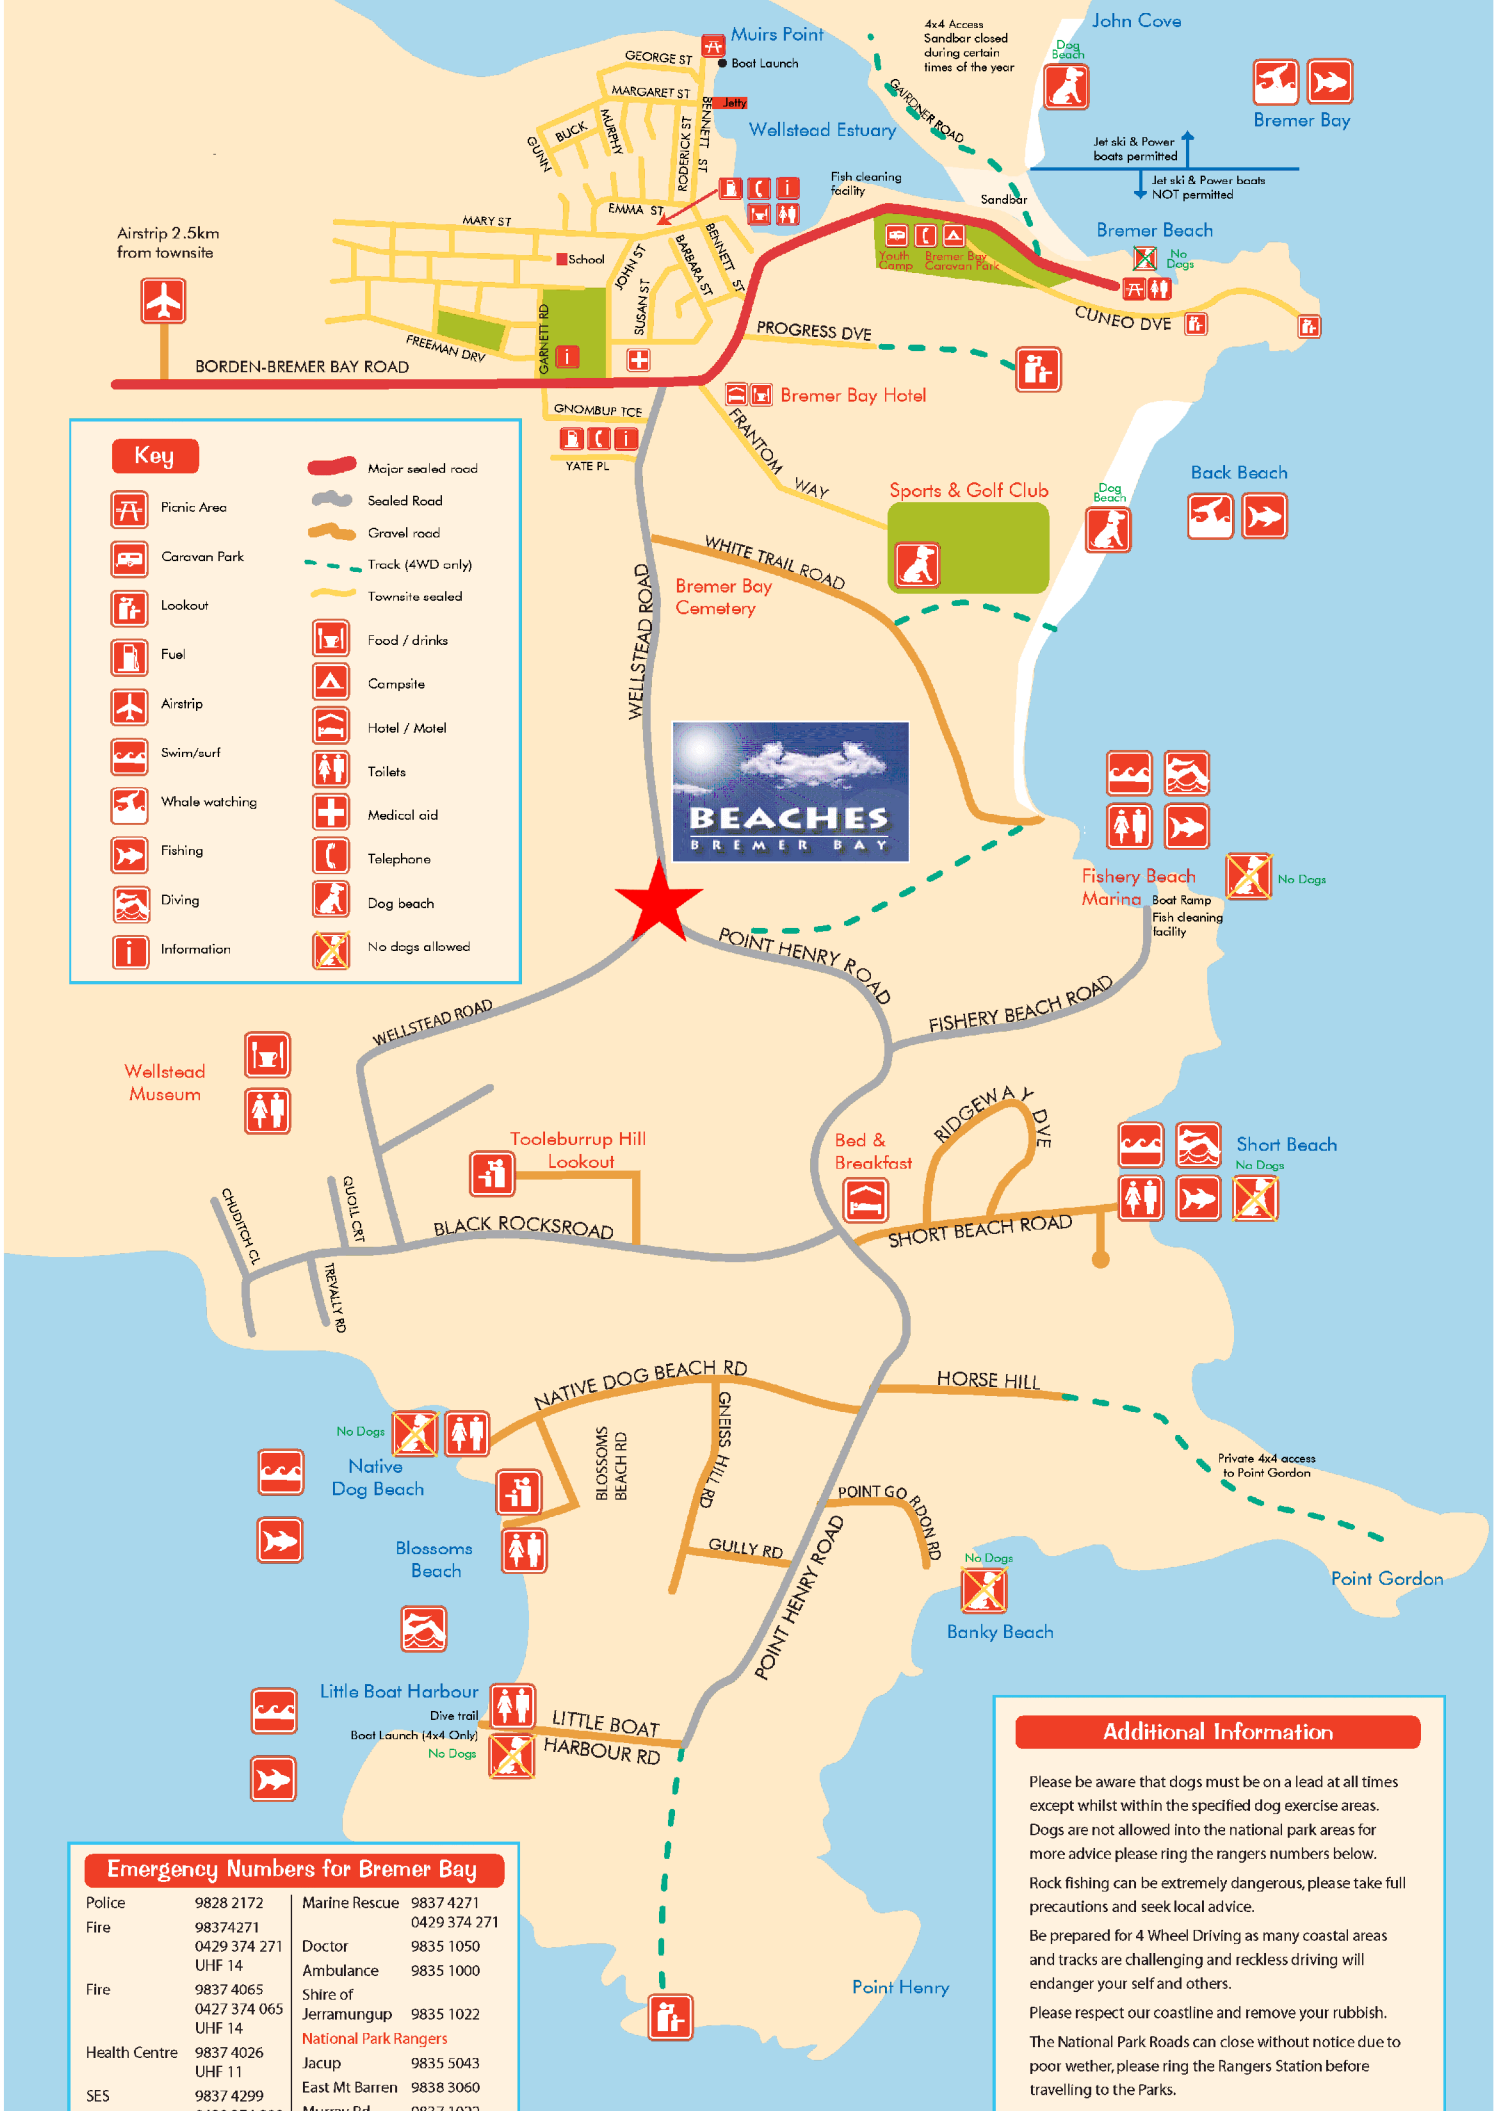 John Cove
4x4 Access
Sandbar closed
during certain
times of the year
Dog
Beach
Muirs Point
Boat Launch
GEORGE ST
MARGARET ST
Jetty
BENNETT ST
BUCK
MURPHY
GUNN
RODERICK ST
Wellstead Estuary
GAIRDNER ROAD
Bremer Bay
Jet ski & Power
boats permitted
Jet ski & Power boats
NOT permitted
Fish cleaning
facility
Sandbar
EMMA ST
MARY ST
Airstrip 2.5km
from townsite
School
JOHN ST
BARBARA ST
BENNETT ST
SUSAN ST
Youth
Camp
Bremer Bay
Caravan Park
Bremer Beach
No
Dogs
CUNEO DVE
PROGRESS DVE
GARNETT RD
FREEMAN DRV
BORDEN-BREMER BAY ROAD
Bremer Bay Hotel
GNOMBUP TCE
YATE PL
FRANTOM WAY
Sports & Golf Club
Dog
Beach
Back Beach
Key
Picnic Area
Caravan Park
Lookout
Fuel
Airstrip
Swim/surf
Whale watching
Fishing
Diving
Information
Major sealed road
Sealed Road
Gravel road
Track (4WD only)
Townsite sealed
Food / drinks
Campsite
Hotel / Motel
Toilets
Medical aid
Telephone
Dog beach
No dogs allowed
WHITE TRAIL ROAD
Bremer Bay
Cemetery
WELLSTEAD ROAD
BEACHES
BREMER BAY
Fishery Beach
Marina
Boat Ramp
Fish cleaning
facility
No Dogs
POINT HENRY ROAD
FISHERY BEACH ROAD
WELLSTEAD ROAD
Wellstead
Museum
Tooleburrup Hill
Lookout
Bed &
Breakfast
RIDGEWAY DVE
Short Beach
No Dogs
SHORT BEACH ROAD
BLACK ROCKSROAD
QUOLL CRT
CHUDITCH CL
TREVALLY RD
NATIVE DOG BEACH RD
HORSE HILL
GNEISS HILL RD
BLOSSOMS
BEACH RD
No Dogs
Native
Dog Beach
Private 4x4 access
to Point Gordon
POINT GORDON RD
GULLY RD
POINT HENRY ROAD
Blossoms
Beach
No Dogs
Banky Beach
Point Gordon
Little Boat Harbour
Dive trail
Boat Launch (4x4 Only)
No Dogs
LITTLE BOAT
HARBOUR RD
Point Henry
Emergency Numbers for Bremer Bay
Police 9828 2172
Fire 98374271
0429 374 271
UHF 14
Fire 9837 4065
0427 374 065
UHF 14
Health Centre 9837 4026
UHF 11
SES 9837 4299
Marine Rescue 9837 4271
0429 374 271
Doctor 9835 1050
Ambulance 9835 1000
Shire of
Jerramungup 9835 1022
National Park Rangers
Jacup 9835 5043
East Mt Barren 9838 3060
Additional Information
Please be aware that dogs must be on a lead at all times
except whilst within the specified dog exercise areas.
Dogs are not allowed into the national park areas for
more advice please ring the rangers numbers below.
Rock fishing can be extremely dangerous, please take full
precautions and seek local advice.
Be prepared for 4 Wheel Driving as many coastal areas
and tracks are challenging and reckless driving will
endanger your self and others.
Please respect our coastline and remove your rubbish.
The National Park Roads can close without notice due to
poor wether, please ring the Rangers Station before
travelling to the Parks.